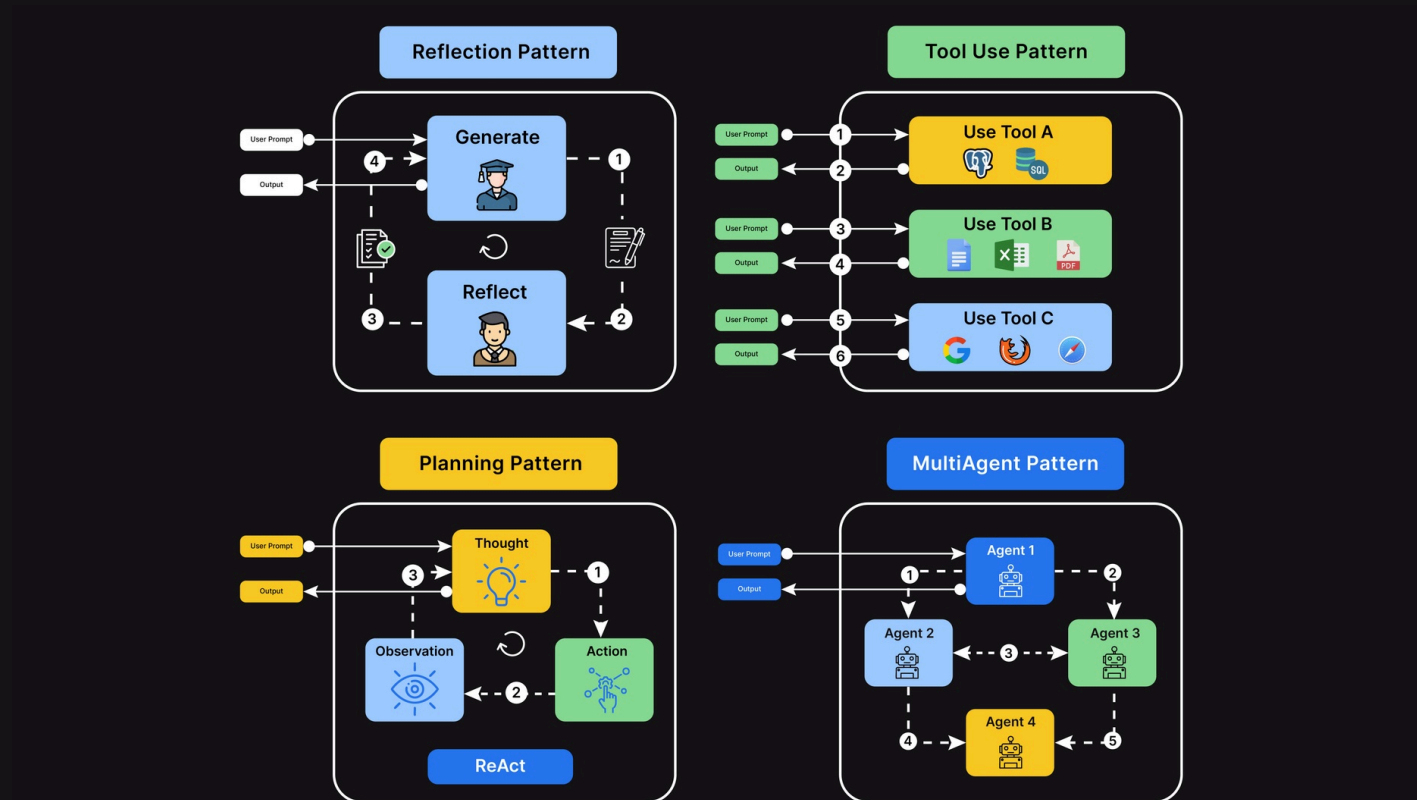 Reflection Pattern
User Prompt
Output
Generate
1
2
3
4
Reflect
Tool Use Pattern
User Prompt
1
Use Tool A
SQL
Output
2
User Prompt
3
Use Tool B
X
PDF
Output
4
User Prompt
5
Use Tool C
G
Output
6
Planning Pattern
User Prompt
Output
Thought
1
Action
2
Observation
3
ReAct
MultiAgent Pattern
User Prompt
Output
Agent 1
1
2
Agent 2
3
Agent 3
4
Agent 4
5